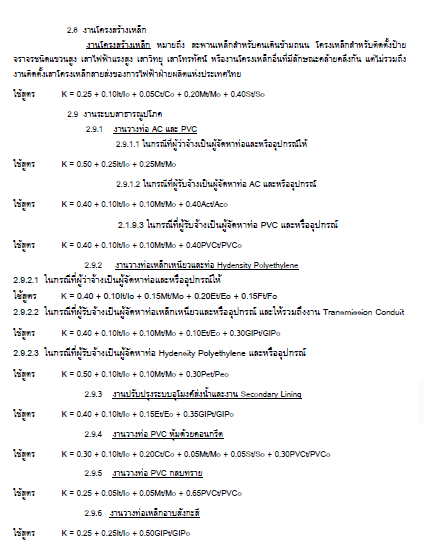 2.8 งานโครงสร้างเหล็ก
งานโครงสร้างเหล็ก หมายถึง สะพานเหล็กสำหรับคนเดินข้ามถนน โครงเหล็กสำหรับติดตั้งป้าย
จราจรชนิดแขวนสูง เสาไฟฟ้าแรงสูง เสาวิทยุ เสาโทรทัศน์ หรืองานโครงเหล็กอื่นที่มีลักษณะคล้ายคลึงกัน แต่ไม่รวมถึง
งานติดตั้งเสาโครงเหล็กสายส่งของการไฟฟ้าฝ่ายผลิตแห่งประเทศไทย
ใช้สูตร K = 0.25 + 0.10It/Io + 0.05Ct/Co + 0.20Mt/Mo + 0.40St/So
2.9 งานระบบสาธารณูปโภค
2.9.1 งานวางท่อ AC และ PVC
2.9.1.1 ในกรณีที่ผู้ว่าจ้างเป็นผู้จัดหาท่อและหรืออุปกรณ์ให้
ใช้สูตร K = 0.50 + 0.25It/Io + 0.25Mt/Mo
2.9.1.2 ในกรณีที่ผู้รับจ้างเป็นผู้จัดหาท่อ AC และหรืออุปกรณ์
ใช้สูตร K = 0.40 + 0.10It/Io + 0.10Mt/Mo + 0.40Act/Aco
2.1.9.3 ในกรณีที่ผู้รับจ้างเป็นผู้จัดหาท่อ PVC และหรืออุปกรณ์
ใช้สูตร K = 0.40 + 0.10It/Io + 0.10Mt/Mo + 0.40PVCt/PVCo
2.9.2 งานวางท่อเหล็กเหนียวและท่อ Hydensity Polyethylene
2.9.2.1 ในกรณีที่ผู้ว่าจ้างเป็นผู้จัดหาท่อและหรืออุปกรณ์ให้
ใช้สูตร K = 0.40 + 0.10It/Io + 0.15Mt/Mo + 0.20Et/Eo + 0.15Ft/Fo
2.9.2.2 ในกรณีที่ผู้รับจ้างเป็นผู้จัดหาท่อเหล็กเหนียวและหรืออุปกรณ์ และให้รวมถึงงาน Transmission Conduit
ใช้สูตร K = 0.40 + 0.10It/Io + 0.10Mt/Mo + 0.10Et/Eo + 0.30GIPt/GIPo
2.9.2.3 ในกรณีที่ผู้รับจ้างเป็นผู้จัดหาท่อ Hydensity Polyethylene และหรืออุปกรณ์
ใช้สูตร K = 0.50 + 0.10It/Io + 0.10Mt/Mo + 0.30Pet/Peo
2.9.3 งานปรับปรุงระบบอุโมงค์ส่งน้ำและงาน Secondary Lining
ใช้สูตร K = 0.40 + 0.10It/Io + 0.15Et/Eo + 0.35GIPt/GIPo
2.9.4 งานวางท่อ PVC หุ้มด้วยคอนกรีต
ใช้สูตร K = 0.30 + 0.10It/Io + 0.20Ct/Co + 0.05Mt/Mo + 0.05St/So + 0.30PVCt/PVCo
2.9.5 งานวางท่อ PVC กลบทราย
ใช้สูตร K = 0.25 + 0.05It/Io + 0.05Mt/Mo + 0.65PVCt/PVCo
2.9.6 งานวางท่อเหล็กอาบสังกะสี
ใช้สูตร K = 0.25 + 0.25It/Io + 0.50GIPt/GIPo